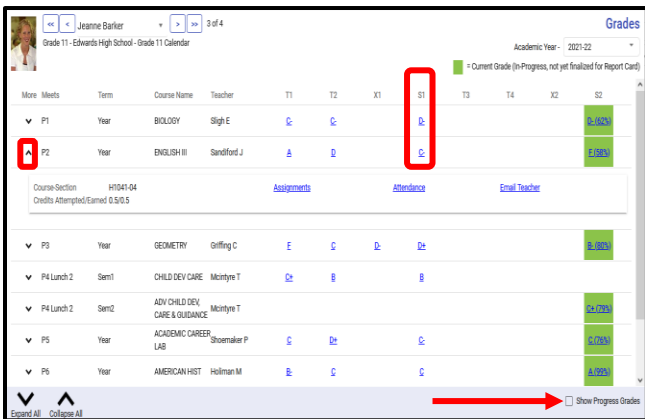 << < Jeanne Barker > >> 3 of 4 Grades
Grade 11 - Edwards High School - Grade 11 Calendar
Academic Year - 2021-22
= Current Grade (In-Progress, not yet finalized for Report Card)
More Meets Term Course Name Teacher T1 T2 X1 S1 T3 T4 X2 S2
P1 Year BIOLOGY Sligh E C- C- D- D- (62%)
P2 Year ENGLISH III Sandiford J A D C- F (58%)
Course-Section H1041-04 Assignments Attendance Email Teacher
Credits Attempted/Earned 0.5/0.5
P3 Year GEOMETRY Griffing C F C D- D+ B- (80%)
P4 Lunch 2 Sem1 CHILD DEV CARE Mcintyre T C+ B B
P4 Lunch 2 Sem2 ADV CHILD DEV, CARE & GUIDANCE Mcintyre T C+ (79%)
P5 Year ACADEMIC CAREER LAB Shoemaker P C D+ C- C (76%)
P6 Year AMERICAN HIST Holiman M B- C C A (99%)
Expand All Collapse All Show Progress Grades